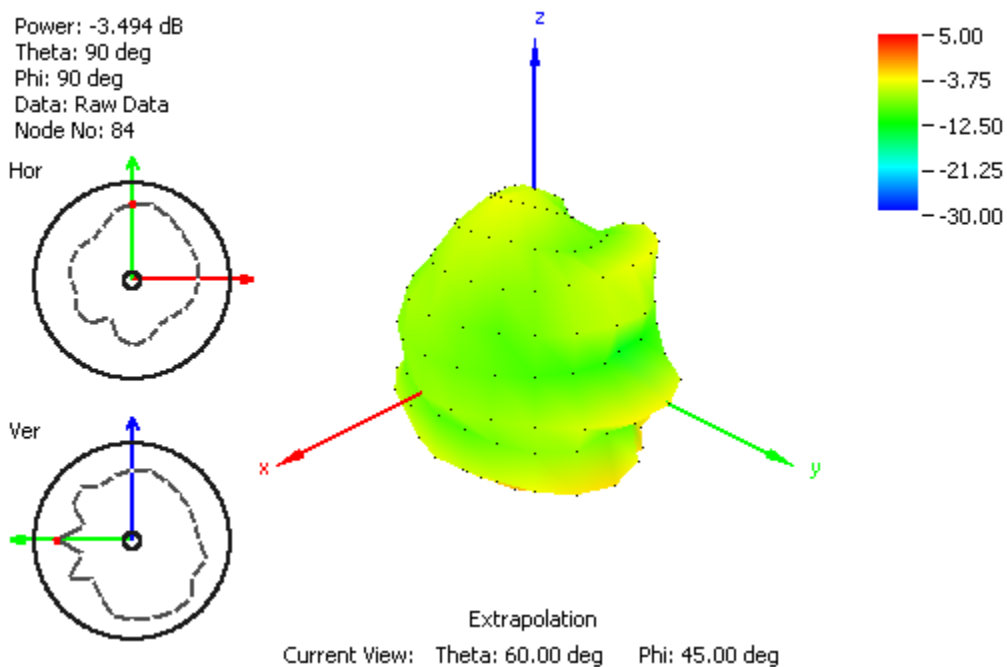 Power: -3.494 dB
Theta: 90 deg
Phi: 90 deg
Data: Raw Data
Node No: 84
Hor
Ver
z
x
y
5.00
-3.75
-12.50
-21.25
-30.00
Extrapolation
Current View: Theta: 60.00 deg Phi: 45.00 deg